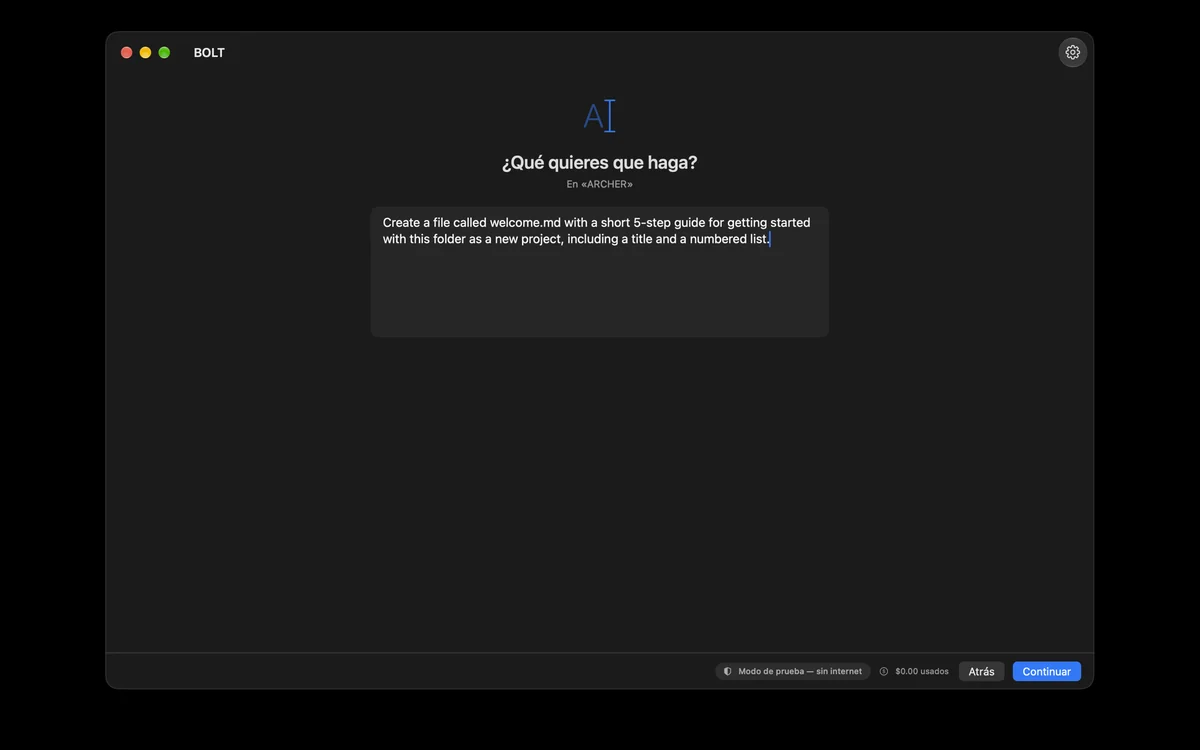 BOLT
A
¿Qué quieres que haga?
En «ARCHER»
Create a file called welcome.md with a short 5-step guide for getting started
with this folder as a new project, including a title and a numbered list.
Modo de prueba — sin internet
$0.00 usados
Atrás
Continuar